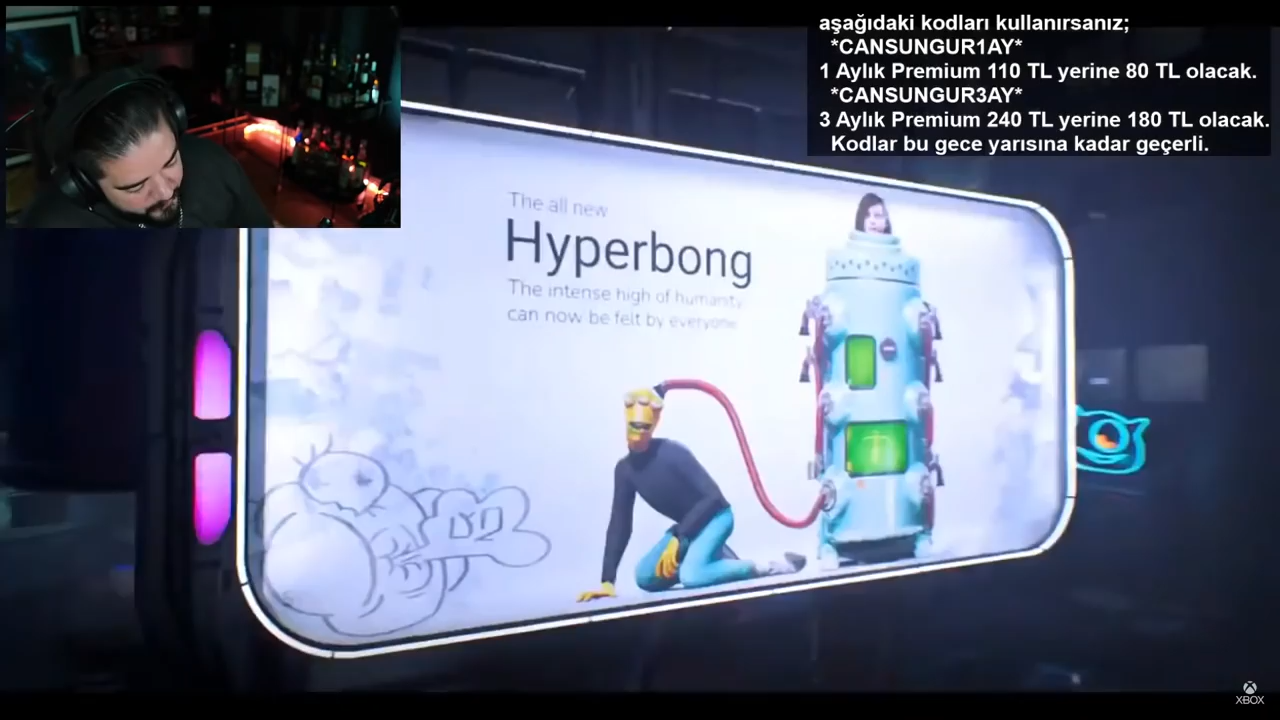 aşağıdaki kodları kullanırsanız;
*CANSUNGUR1AY*
1 Aylık Premium 110 TL yerine 80 TL olacak.
*CANSUNGUR3AY*
3 Aylık Premium 240 TL yerine 180 TL olacak.
Kodlar bu gece yarısına kadar geçerli.
The all new
Hyperbong
The intense high of humanity
can now be felt by everyone
XBOX